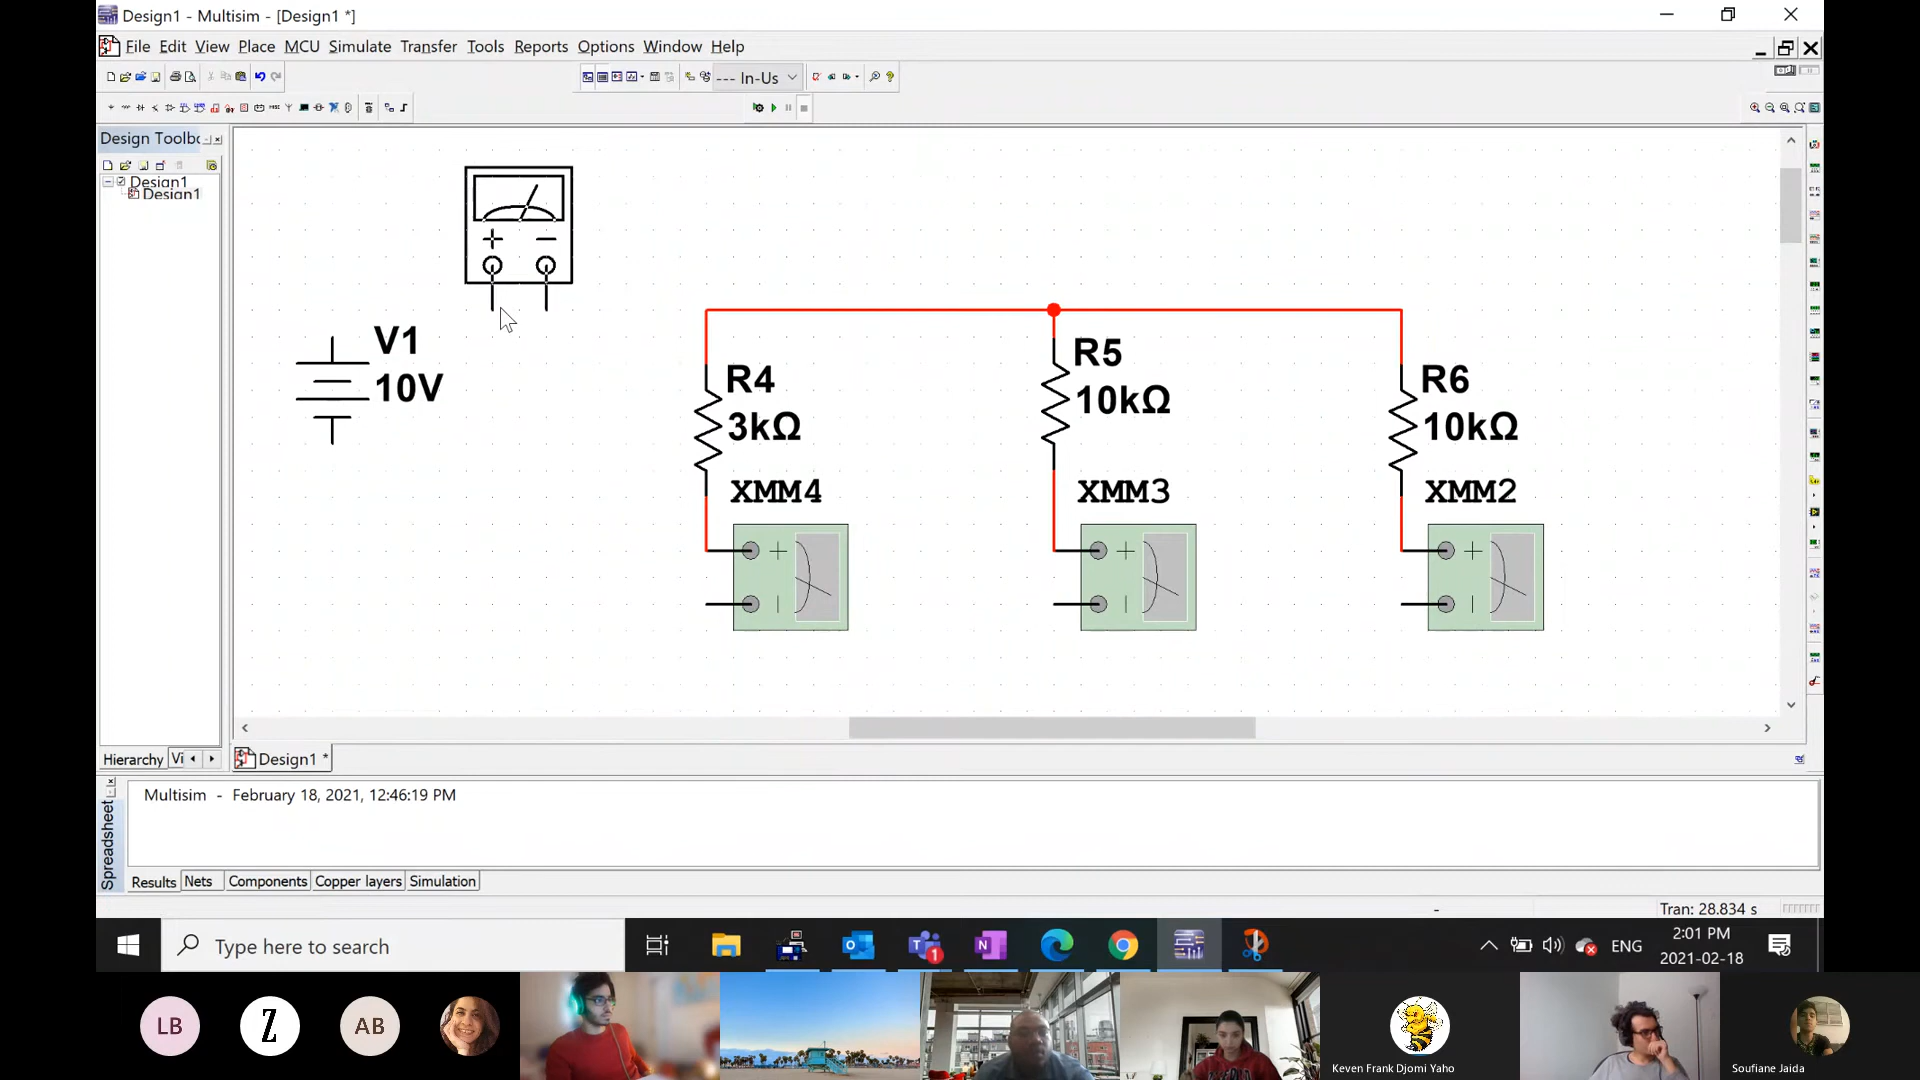 Design1 - Multisim - [Design1 *]
File Edit View Place MCU Simulate Transfer Tools Reports Options Window Help
--- In-Us
Design Toolbo
Design1
Design1
V1
10V
R4
3kΩ
R5
10kΩ
R6
10kΩ
XMM4
XMM3
XMM2
Hierarchy Vi
Design1 *
Multisim - February 18, 2021, 12:46:19 PM
Spreadsheet
Results Nets Components Copper layers Simulation
- Tran: 28.834 s
Type here to search
1
ENG
2:01 PM
2021-02-18
LB
Z
AB
Keven Frank Djomi Yaho
Soufiane Jaida